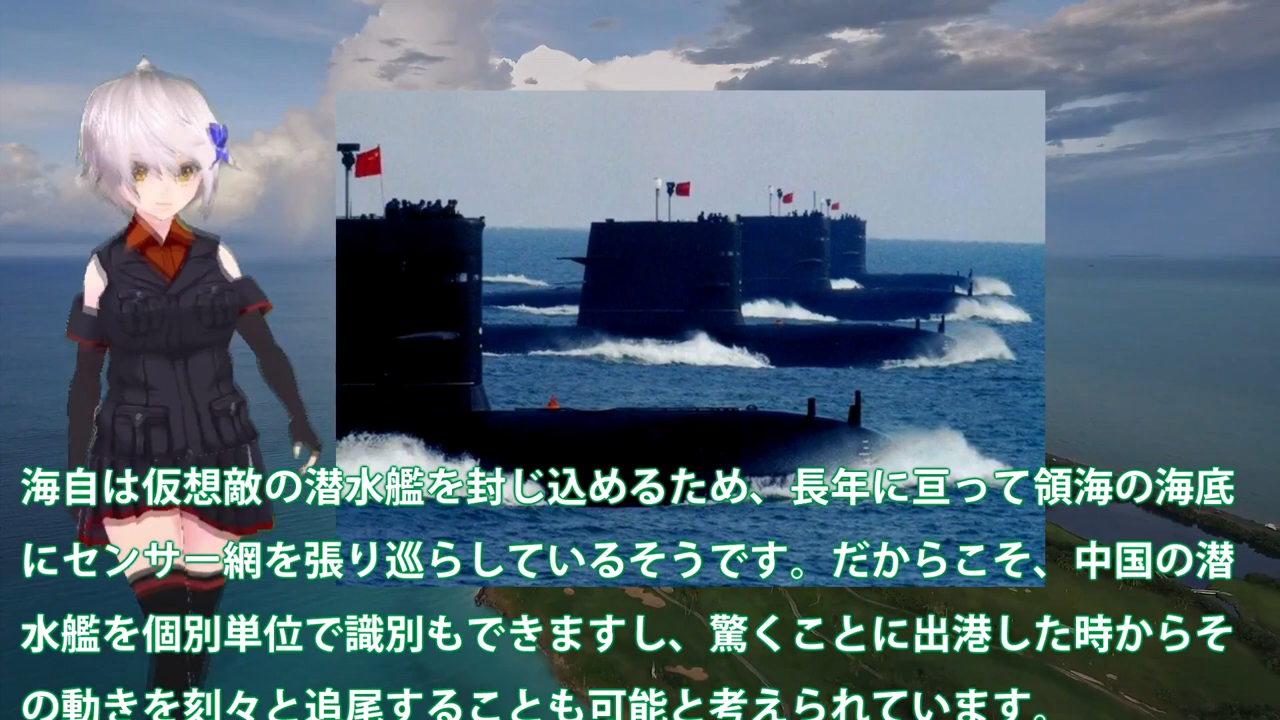 海自は仮想敵の潜水艦を封じ込めるため、長年に亘って領海の海底
にセンサー網を張り巡らしているそうです。だからこそ、中国の潜
水艦を個別単位で識別もできますし、驚くことに出港した時からそ
の動きを刻々と追尾することも可能と考えられています。